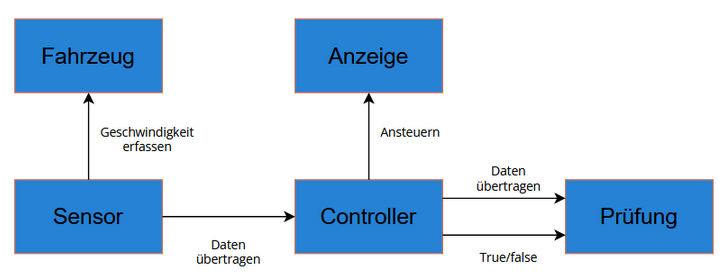 Fahrzeug
Anzeige
Geschwindigkeit
erfassen
Ansteuern
Sensor
Controller
Prüfung
Daten
übertragen
Daten
übertragen
True/false